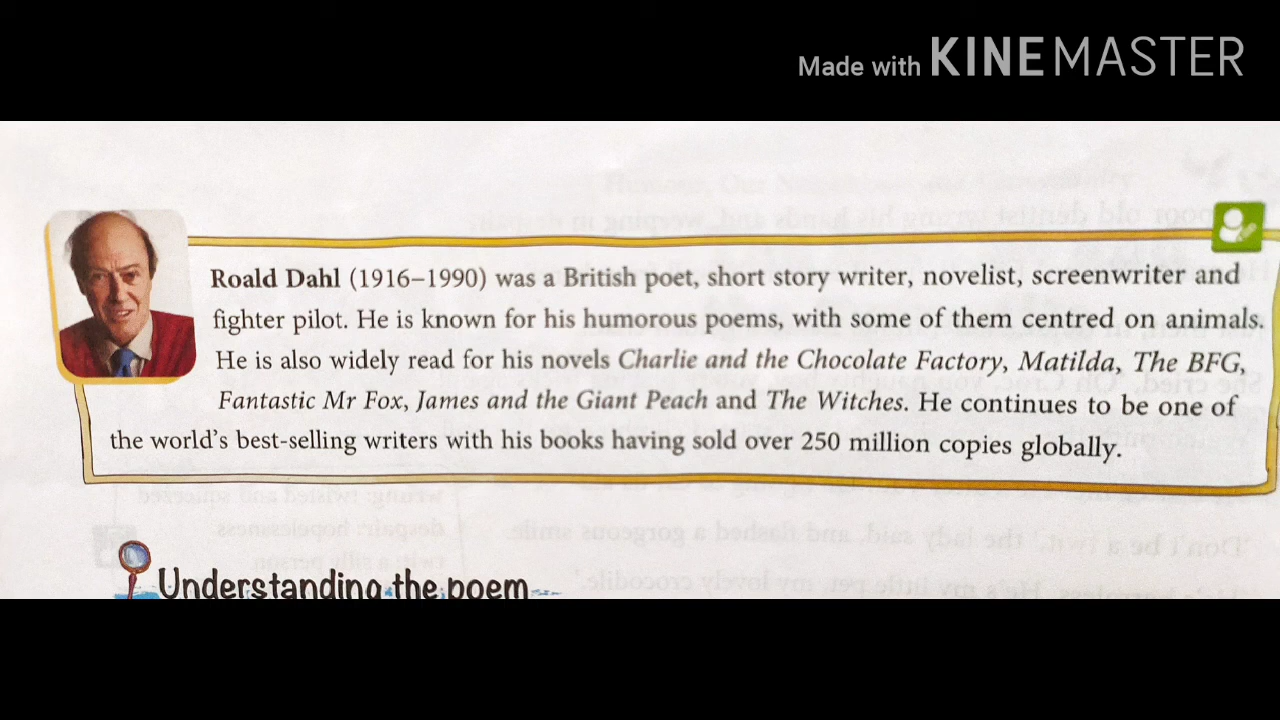 Made with KINEMASTER
Roald Dahl (1916–1990) was a British poet, short story writer, novelist, screenwriter and
fighter pilot. He is known for his humorous poems, with some of them centred on animals.
He is also widely read for his novels Charlie and the Chocolate Factory, Matilda, The BFG,
Fantastic Mr Fox, James and the Giant Peach and The Witches. He continues to be one of
the world's best-selling writers with his books having sold over 250 million copies globally.
Understanding the poem